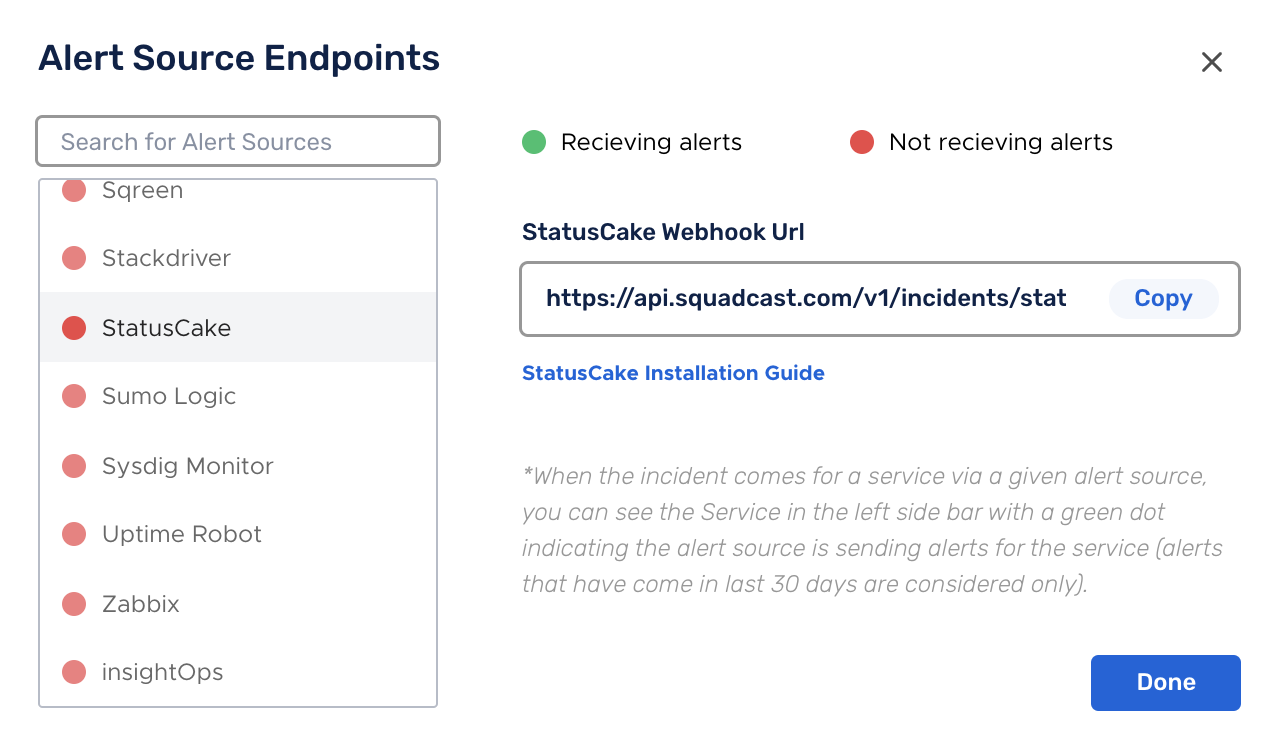 Alert Source Endpoints
Search for Alert Sources
Sqreen
Stackdriver
StatusCake
Sumo Logic
Sysdig Monitor
Uptime Robot
Zabbix
insightOps
Recieving alerts
Not recieving alerts
StatusCake Webhook Url
https://api.squadcast.com/v1/incidents/stat
Copy
StatusCake Installation Guide
*When the incident comes for a service via a given alert source,
you can see the Service in the left side bar with a green dot
indicating the alert source is sending alerts for the service (alerts
that have come in last 30 days are considered only).
Done